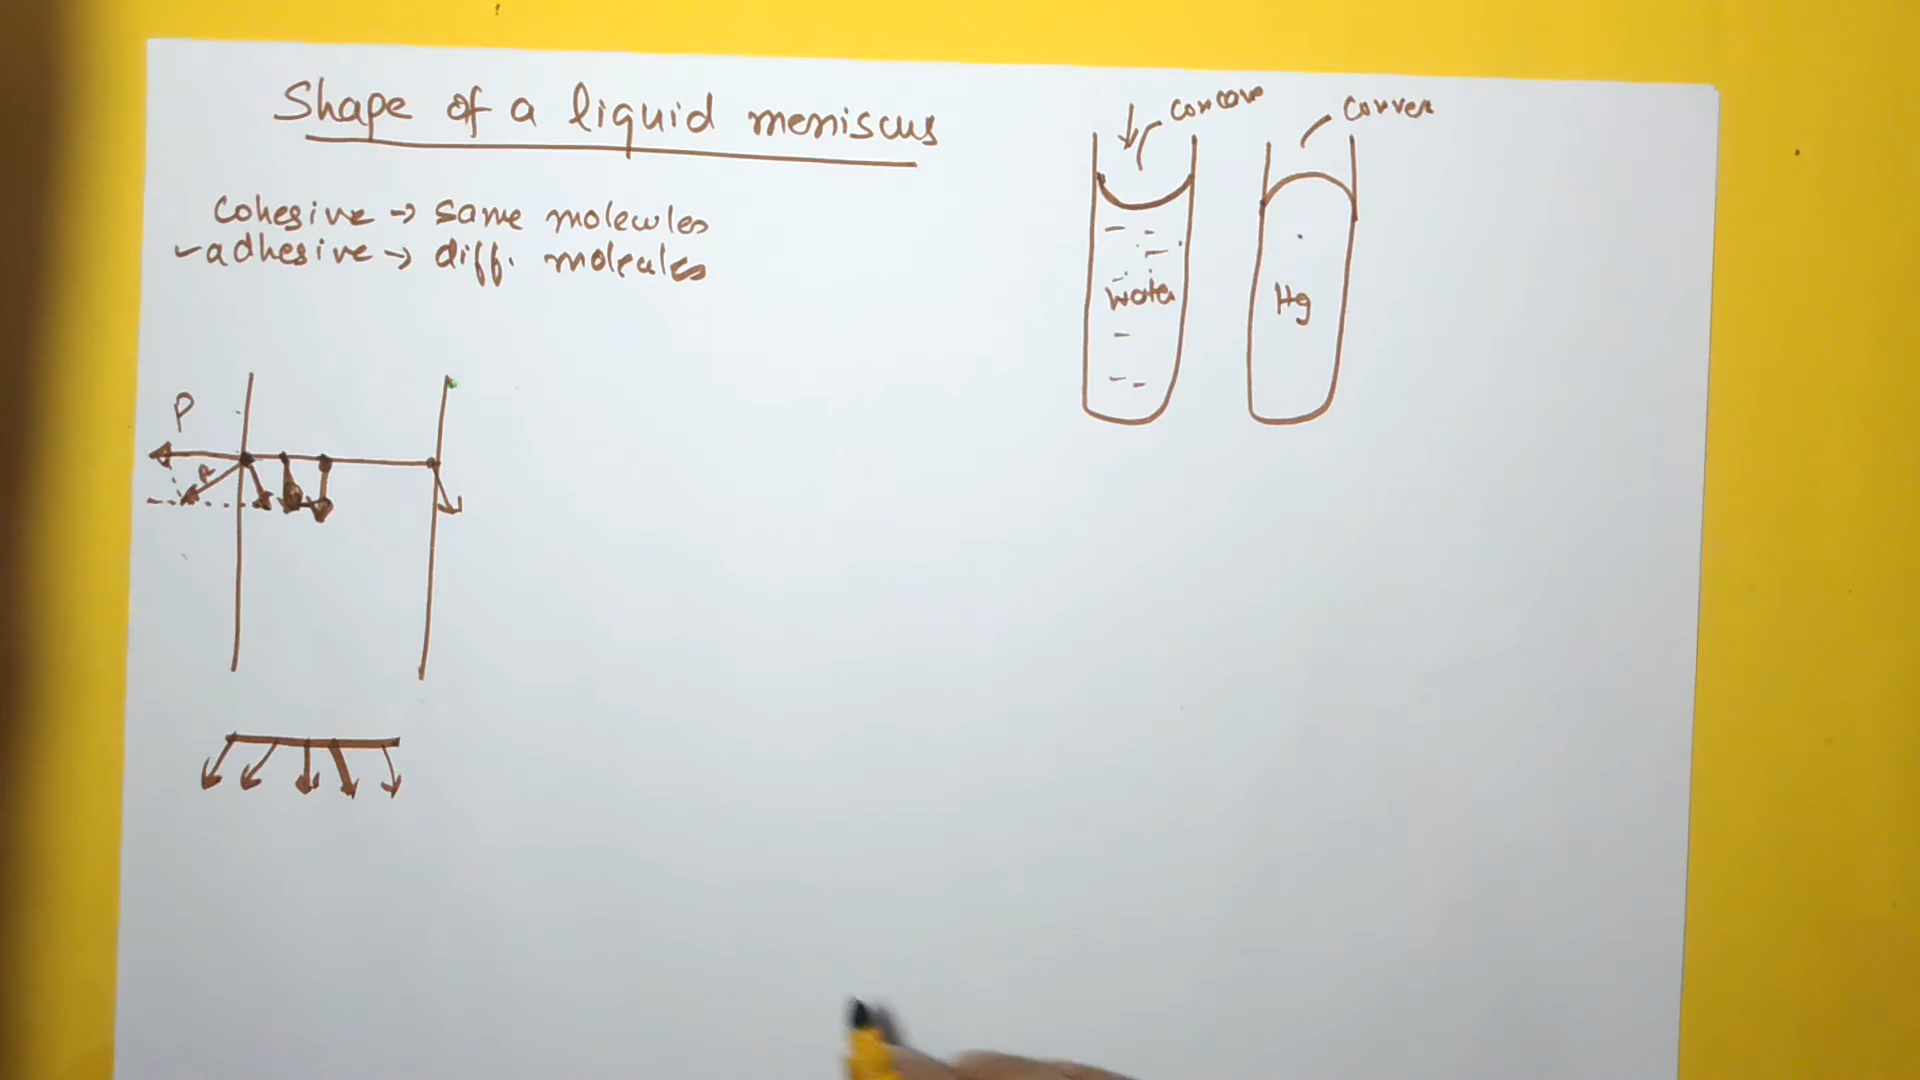 Shape of a liquid meniscus
cohesive → same molecules
✓adhesive → diff. molecules
concave
convex
water
Hg
P
R